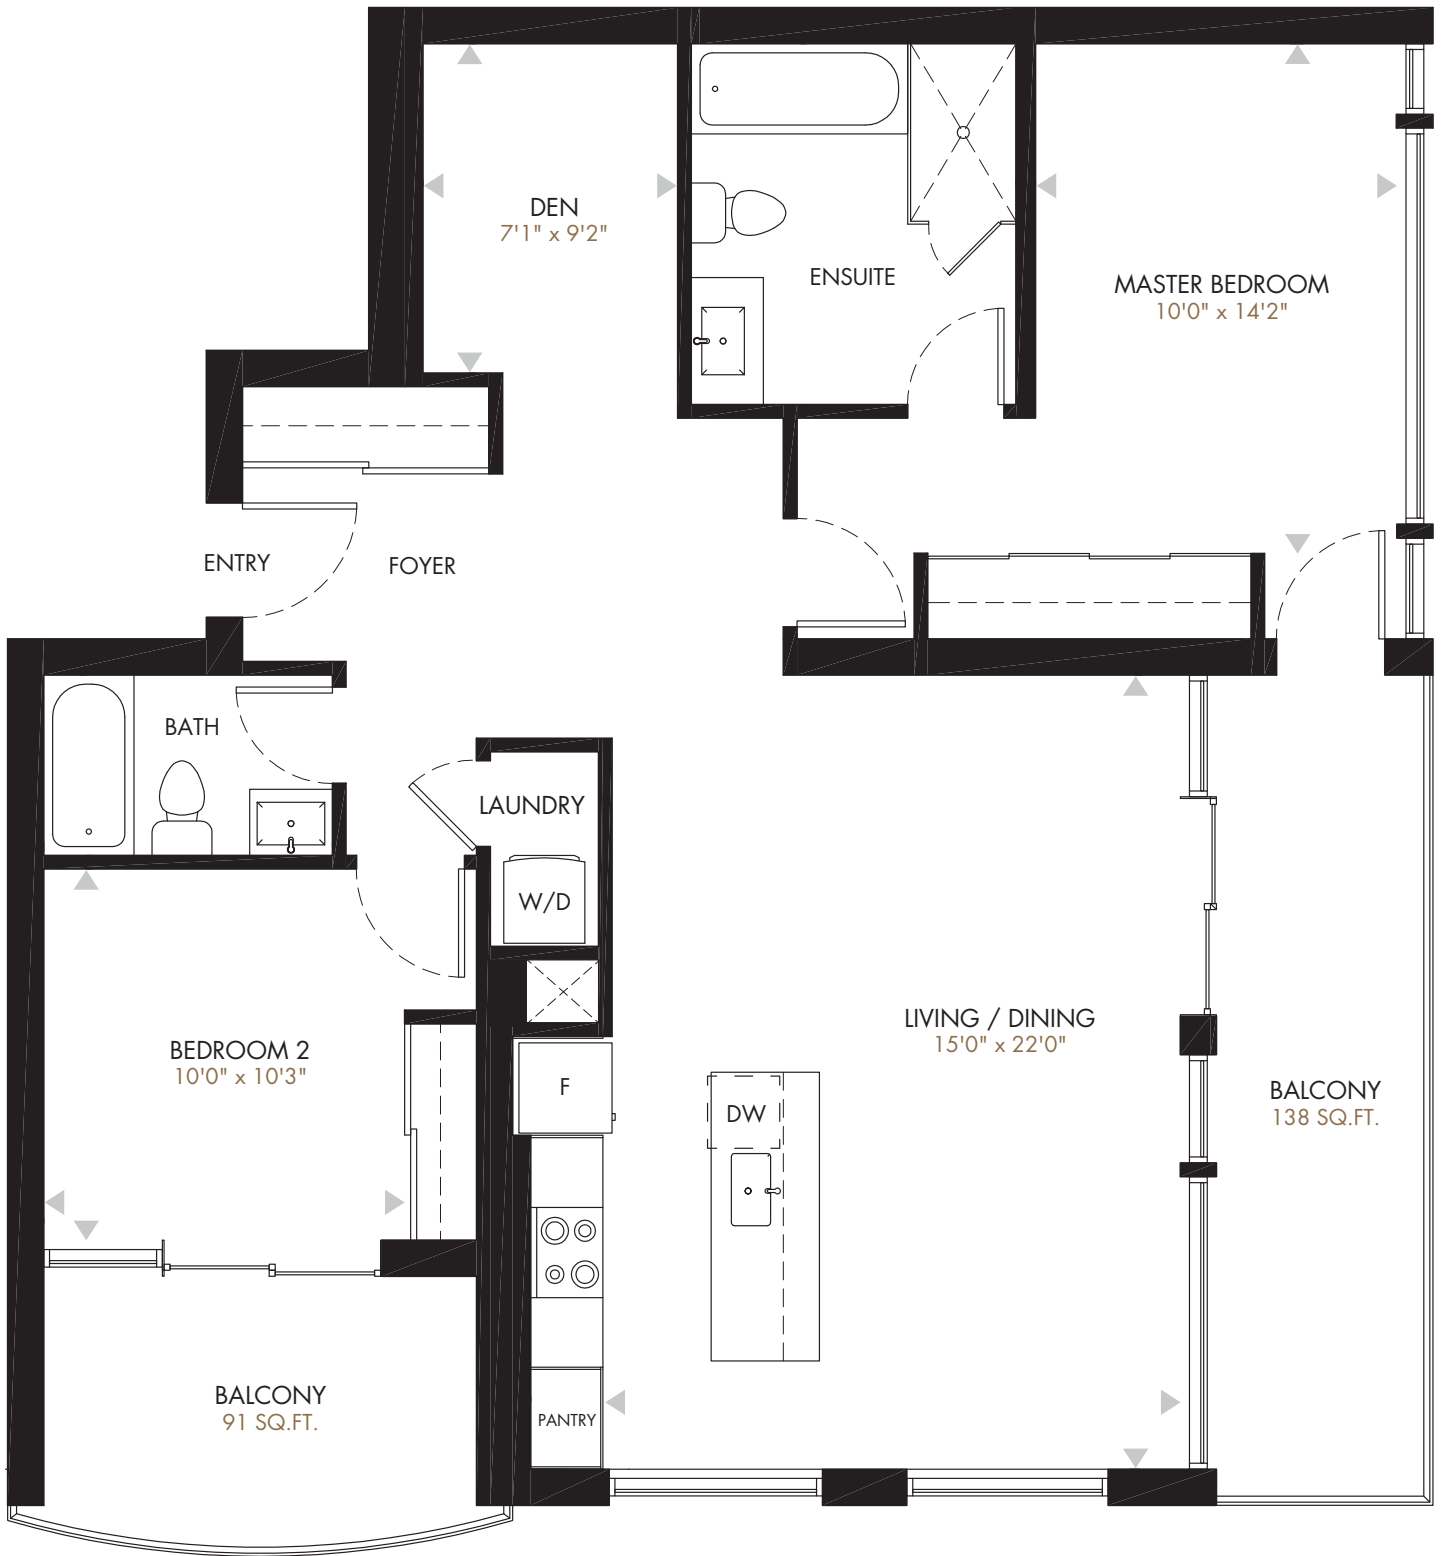 DEN
7'1" x 9'2"
ENSUITE
MASTER BEDROOM
10'0" x 14'2"
ENTRY
FOYER
BATH
LAUNDRY
W/D
BEDROOM 2
10'0" x 10'3"
F
DW
LIVING / DINING
15'0" x 22'0"
BALCONY
138 SQ.FT.
BALCONY
91 SQ.FT.
PANTRY